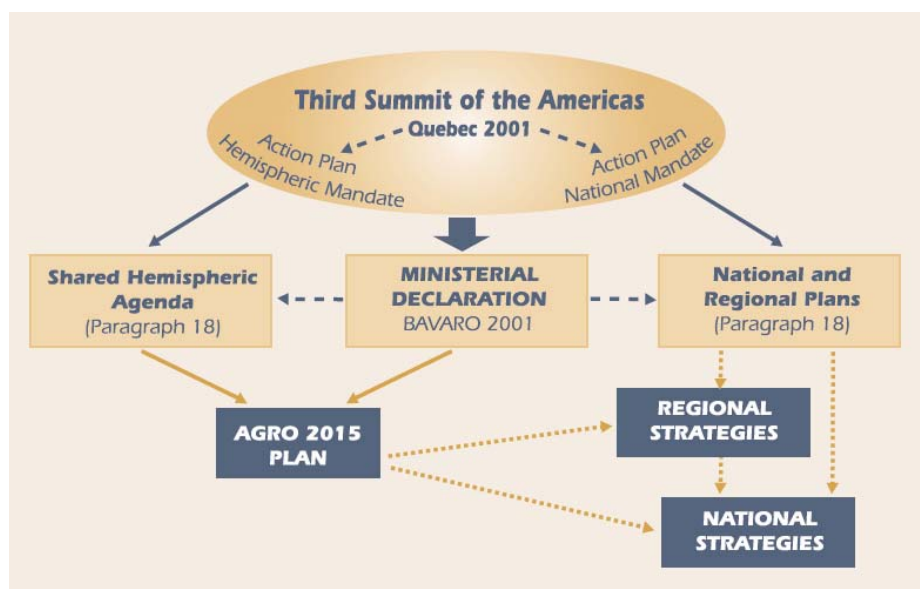 Third Summit of the Americas
Quebec 2001
Action Plan
Hemispheric Mandate
Action Plan
National Mandate
Shared Hemispheric
Agenda
(Paragraph 18)
MINISTERIAL
DECLARATION
BAVARO 2001
National and
Regional Plans
(Paragraph 18)
AGRO 2015
PLAN
REGIONAL
STRATEGIES
NATIONAL
STRATEGIES